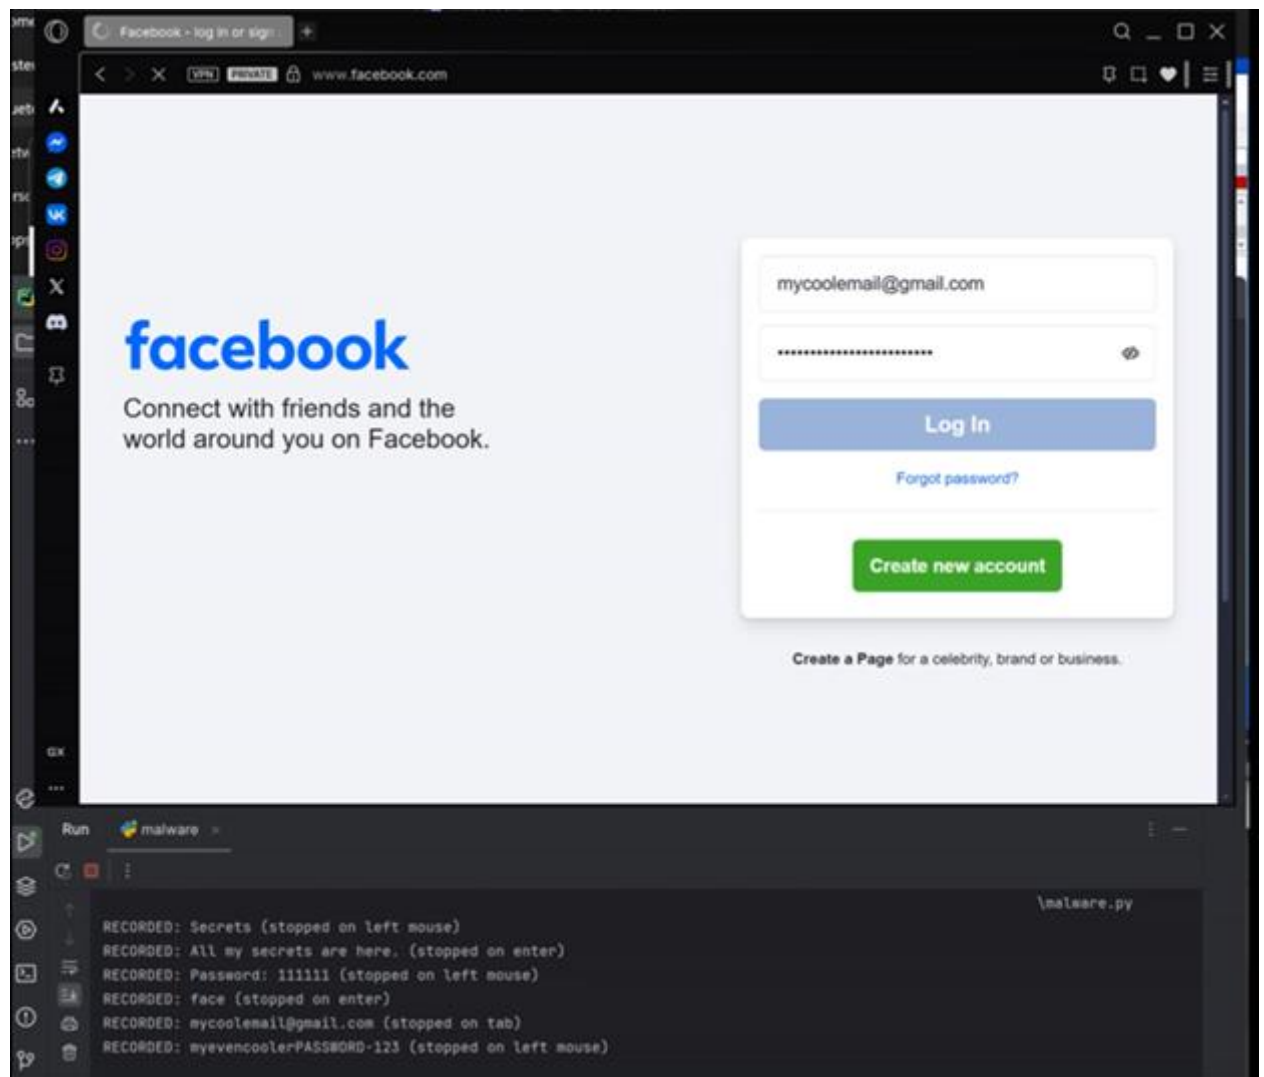 Facebook - log in or sign
VPN PRIVATE www.facebook.com
mycoolemail@gmail.com
facebook
Connect with friends and the
world around you on Facebook.
Log In
Forgot password?
Create new account
Create a Page for a celebrity, brand or business.
GX
Run malware
\malware.py
RECORDED: Secrets (stopped on left mouse)
RECORDED: All my secrets are here. (stopped on enter)
RECORDED: Password: 111111 (stopped on left mouse)
RECORDED: face (stopped on enter)
RECORDED: mycoolemail@gmail.com (stopped on tab)
RECORDED: myevencoolerPASSWORD-123 (stopped on left mouse)